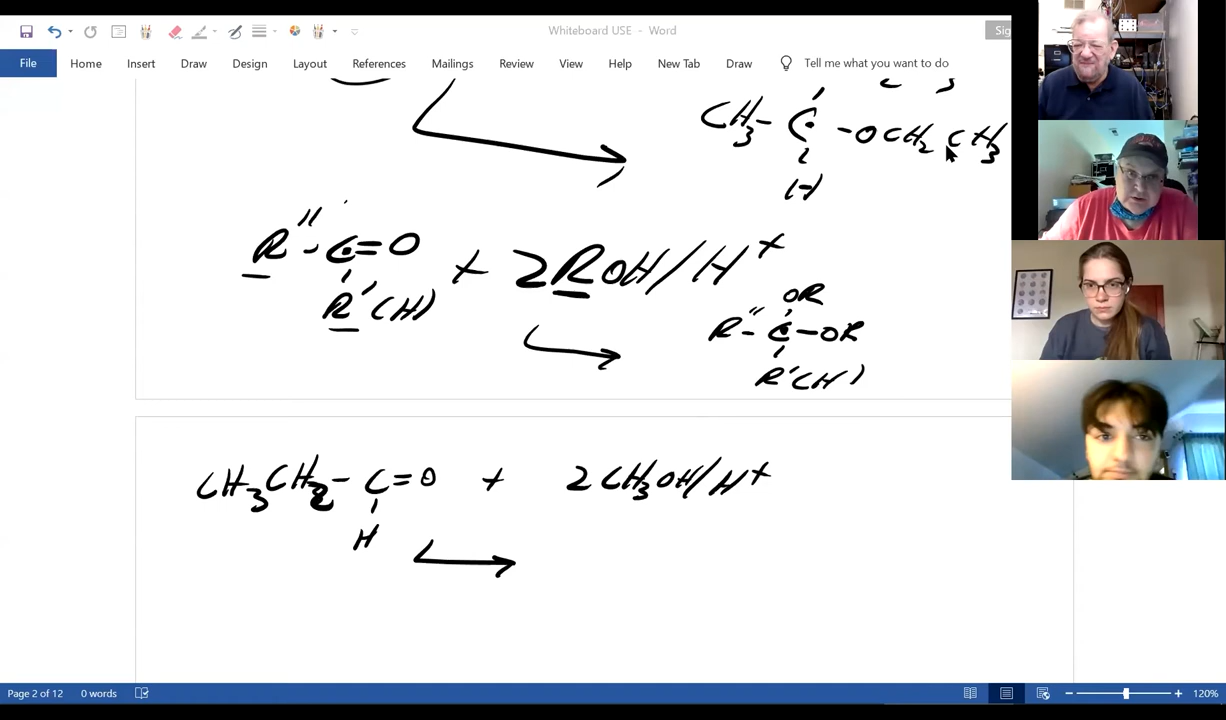 Whiteboard USE - Word
File Home Insert Draw Design Layout References Mailings Review View Help New Tab Draw Tell me what you want to do
CH3- C -OCH2CH3
H
R'' - C=O + 2ROH/H+
R'(H)
OR
R''- C -OR
R'(H)
CH3CH2- C=O + 2CH3OH/H+
H
Page 2 of 12 0 words 120%